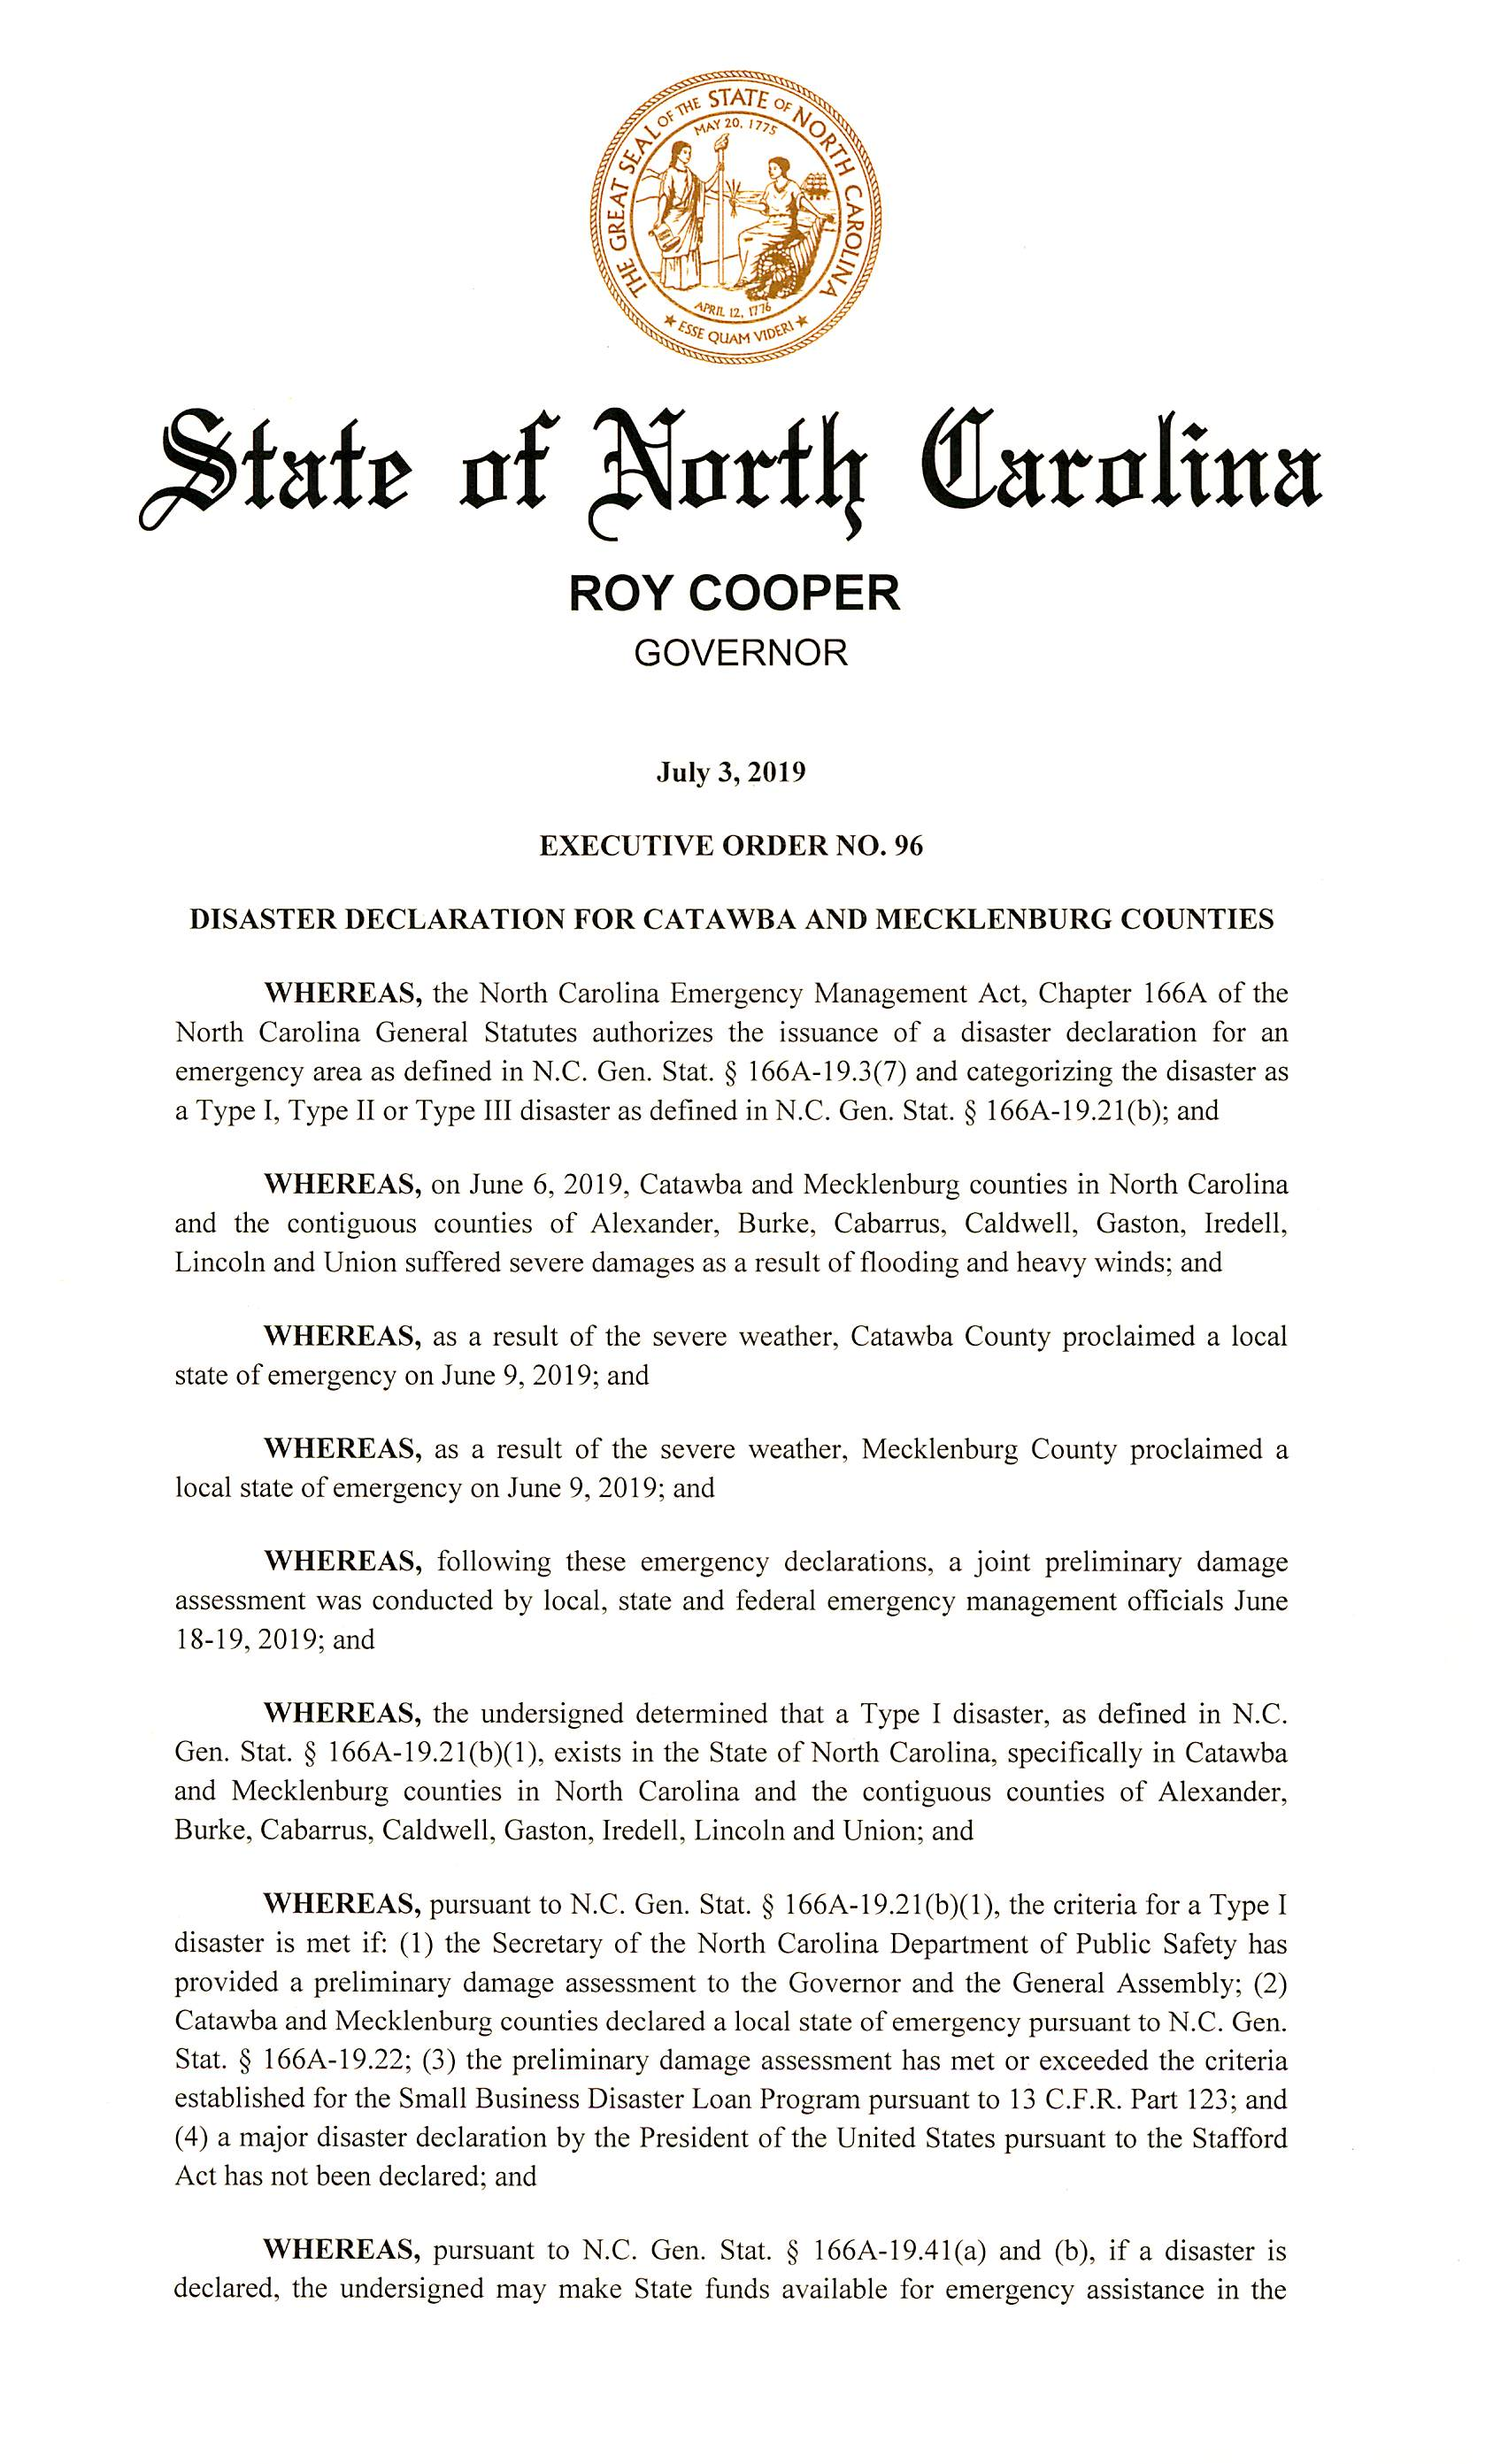 THE GREAT SEAL OF THE STATE OF NORTH CAROLINA
MAY 20, 1775
APRIL 12, 1776
★ ESSE QUAM VIDERI ★
State of North Carolina
ROY COOPER
GOVERNOR
July 3, 2019
EXECUTIVE ORDER NO. 96
DISASTER DECLARATION FOR CATAWBA AND MECKLENBURG COUNTIES
WHEREAS, the North Carolina Emergency Management Act, Chapter 166A of the
North Carolina General Statutes authorizes the issuance of a disaster declaration for an
emergency area as defined in N.C. Gen. Stat. § 166A-19.3(7) and categorizing the disaster as
a Type I, Type II or Type III disaster as defined in N.C. Gen. Stat. § 166A-19.21(b); and
WHEREAS, on June 6, 2019, Catawba and Mecklenburg counties in North Carolina
and the contiguous counties of Alexander, Burke, Cabarrus, Caldwell, Gaston, Iredell,
Lincoln and Union suffered severe damages as a result of flooding and heavy winds; and
WHEREAS, as a result of the severe weather, Catawba County proclaimed a local
state of emergency on June 9, 2019; and
WHEREAS, as a result of the severe weather, Mecklenburg County proclaimed a
local state of emergency on June 9, 2019; and
WHEREAS, following these emergency declarations, a joint preliminary damage
assessment was conducted by local, state and federal emergency management officials June
18-19, 2019; and
WHEREAS, the undersigned determined that a Type I disaster, as defined in N.C.
Gen. Stat. § 166A-19.21(b)(1), exists in the State of North Carolina, specifically in Catawba
and Mecklenburg counties in North Carolina and the contiguous counties of Alexander,
Burke, Cabarrus, Caldwell, Gaston, Iredell, Lincoln and Union; and
WHEREAS, pursuant to N.C. Gen. Stat. § 166A-19.21(b)(1), the criteria for a Type I
disaster is met if: (1) the Secretary of the North Carolina Department of Public Safety has
provided a preliminary damage assessment to the Governor and the General Assembly; (2)
Catawba and Mecklenburg counties declared a local state of emergency pursuant to N.C. Gen.
Stat. § 166A-19.22; (3) the preliminary damage assessment has met or exceeded the criteria
established for the Small Business Disaster Loan Program pursuant to 13 C.F.R. Part 123; and
(4) a major disaster declaration by the President of the United States pursuant to the Stafford
Act has not been declared; and
WHEREAS, pursuant to N.C. Gen. Stat. § 166A-19.41(a) and (b), if a disaster is
declared, the undersigned may make State funds available for emergency assistance in the